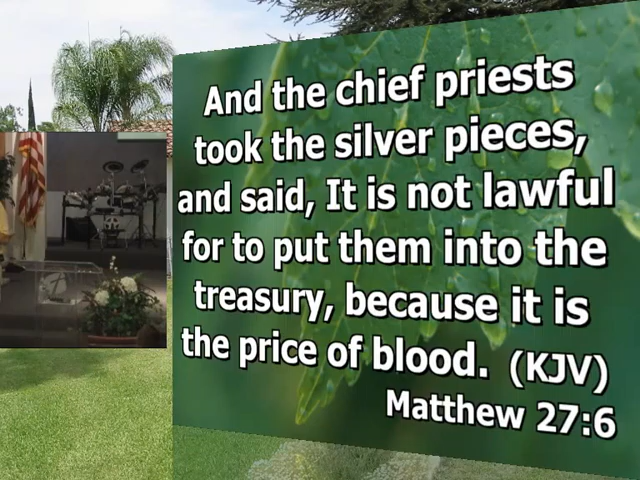 And the chief priests
took the silver pieces,
and said, It is not lawful
for to put them into the
treasury, because it is
the price of blood. (KJV)
Matthew 27:6